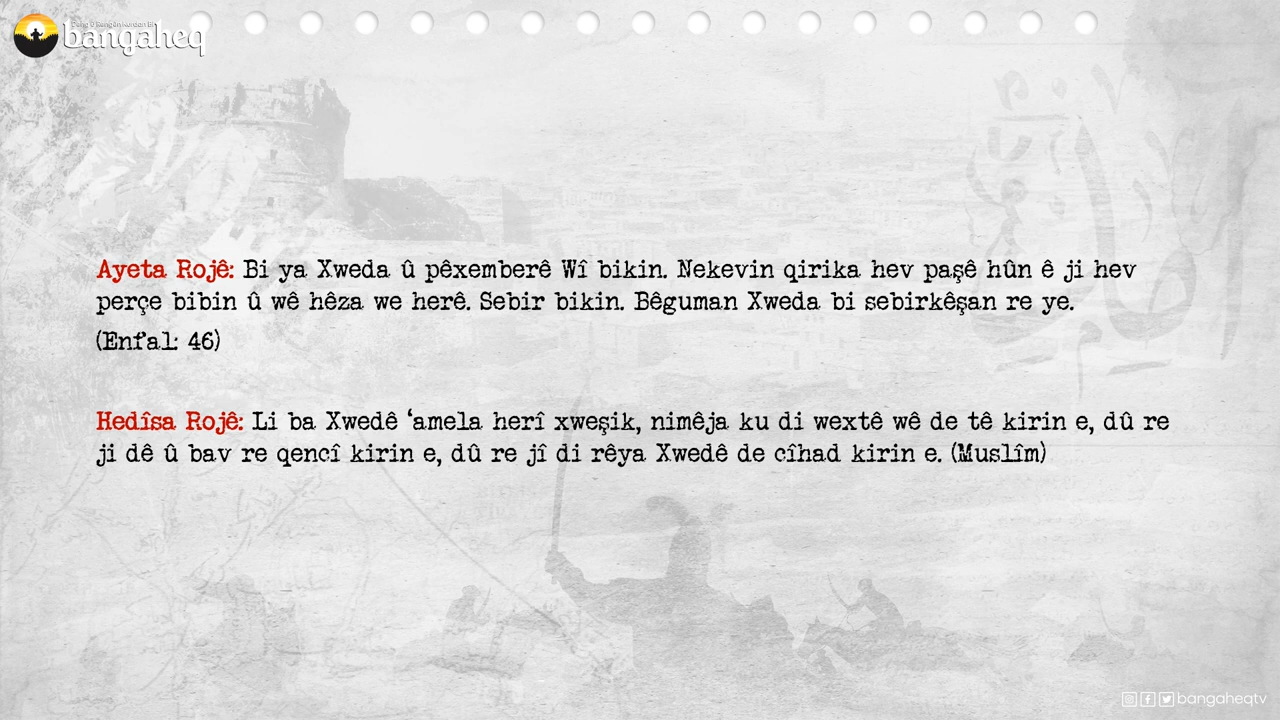 bangaheq
Ayeta Rojê: Bi ya Xweda û pêxemberê Wî bikin. Nekevin qirika hev paşê hûn ê ji hev
perçe bibin û wê hêza we herê. Sebir bikin. Bêguman Xweda bi sebirkêşan re ye.
(Enfal: 46)
Hedîsa Rojê: Li ba Xwedê ‘amela herî xweşik, nimêja ku di wextê wê de tê kirin e, dû re
ji dê û bav re qencî kirin e, dû re jî di rêya Xwedê de cîhad kirin e. (Muslîm)
bangaheqtv